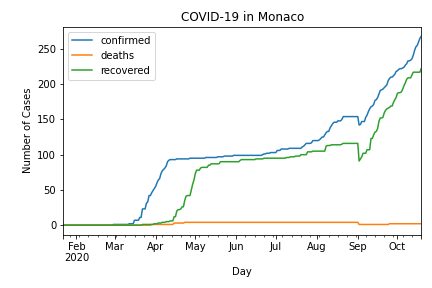 COVID-19 in Monaco
confirmed
deaths
recovered
Number of Cases
250
200
150
100
50
0
Feb Mar Apr May Jun Jul Aug Sep Oct
2020
Day